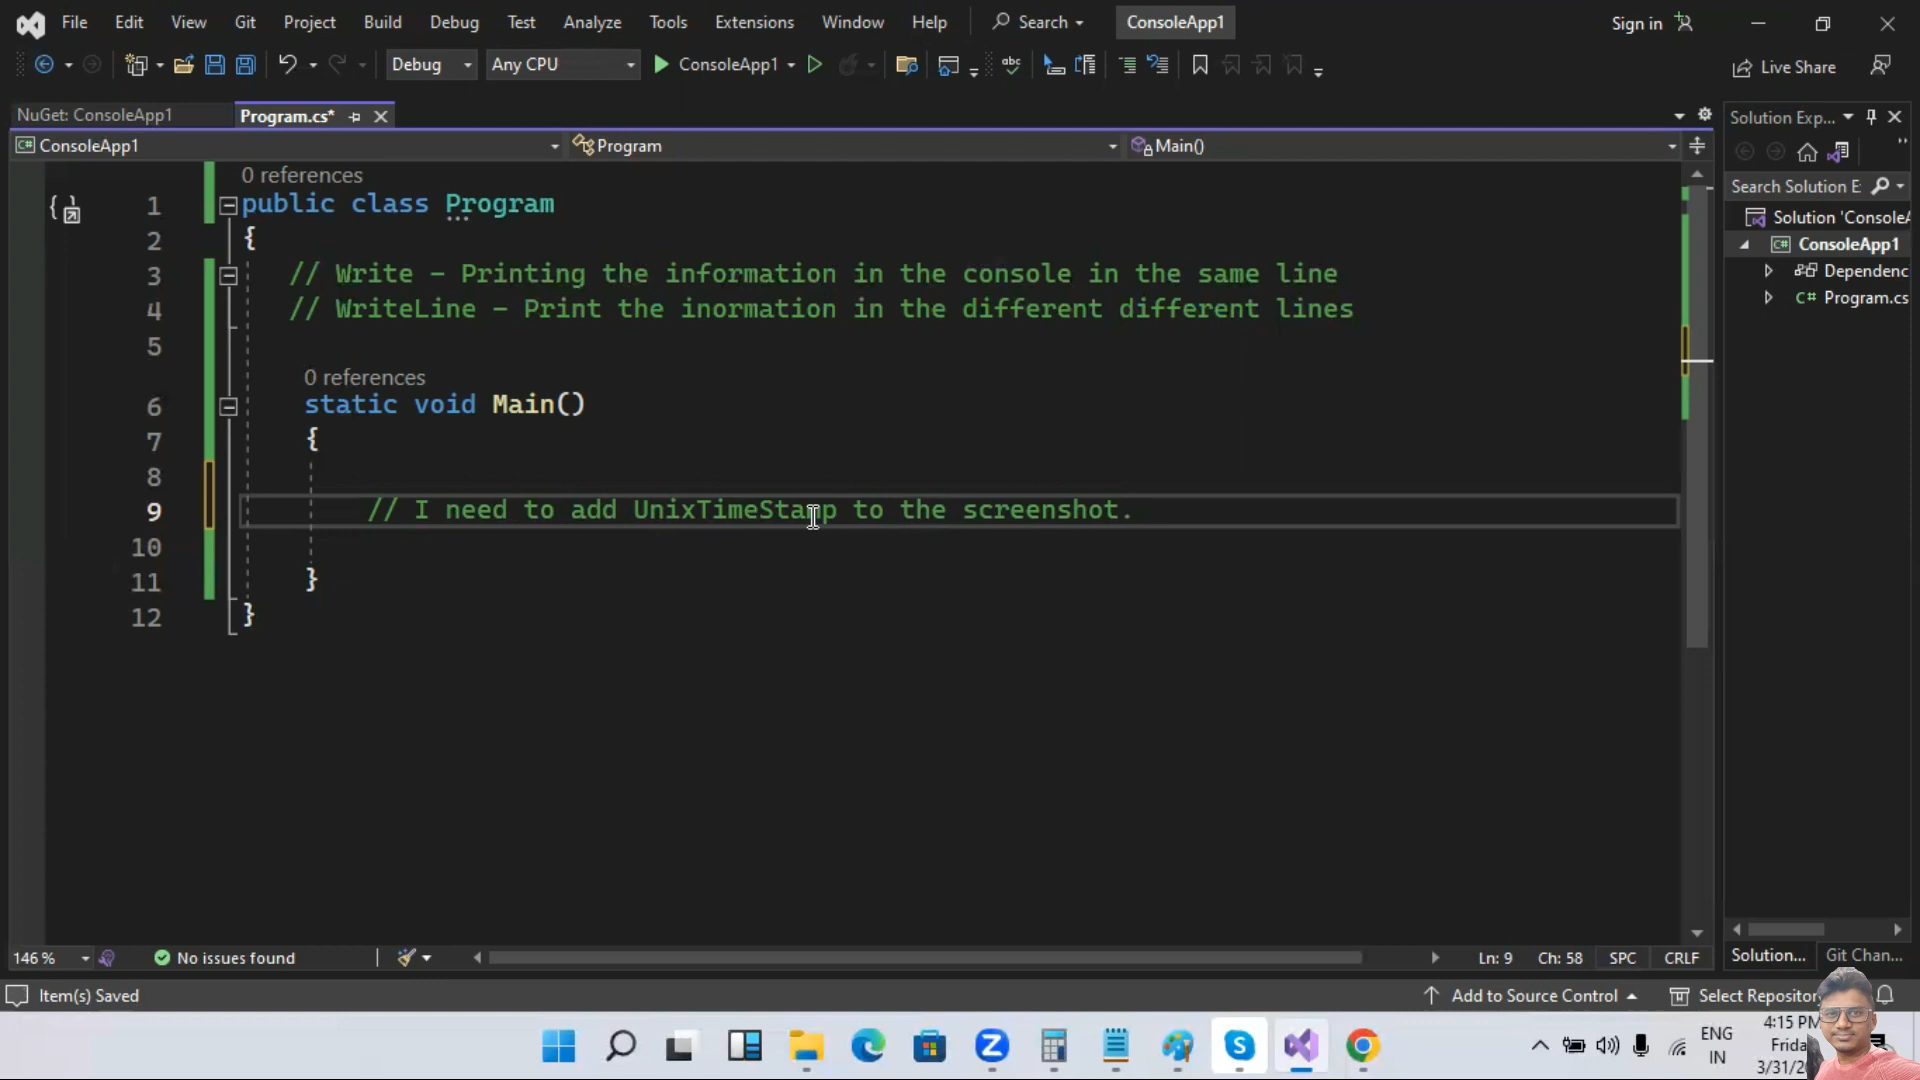 File Edit View Git Project Build Debug Test Analyze Tools Extensions Window Help Search ConsoleApp1 Sign in
Debug Any CPU ConsoleApp1 Live Share
NuGet: ConsoleApp1 Program.cs* Solution Exp...
ConsoleApp1 Program Main()
Search Solution E
Solution 'ConsoleA
ConsoleApp1
Dependenc
Program.cs
0 references
1 public class Program
2 {
3 // Write - Printing the information in the console in the same line
4 // WriteLine - Print the inormation in the different different lines
5
0 references
6 static void Main()
7 {
8
9 // I need to add UnixTimeStamp to the screenshot.
10
11 }
12 }
146 % No issues found Ln: 9 Ch: 58 SPC CRLF
Solution... Git Chan...
Item(s) Saved Add to Source Control Select Repository
ENG
IN
4:15 PM
Friday
3/31/20